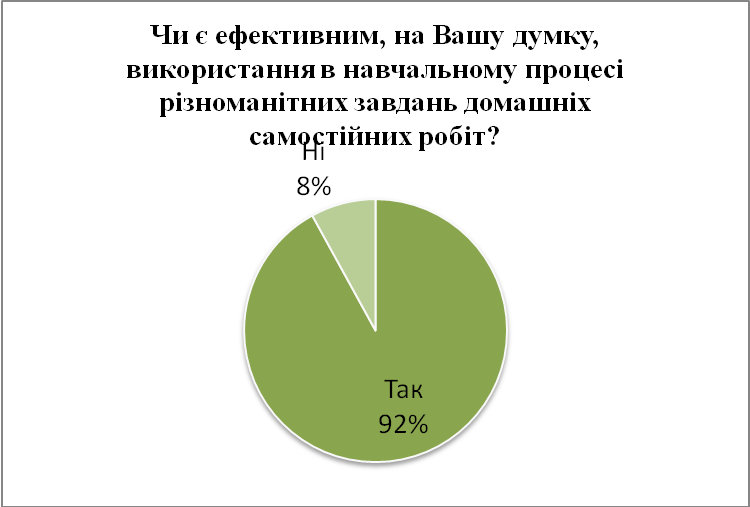 Чи є ефективним, на Вашу думку,
використання в навчальному процесі
різноманітних завдань домашніх
самостійних робіт?
Ні
8%
Так
92%